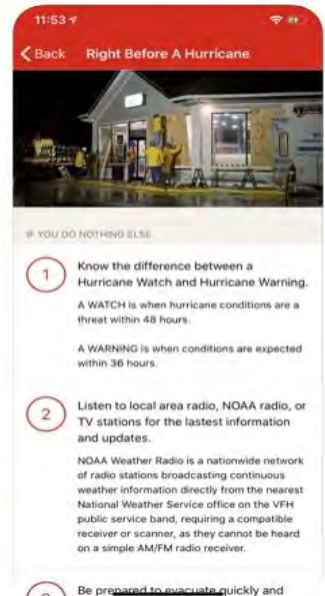 11:53
Back Right Before A Hurricane
IF YOU DO NOTHING ELSE
1 Know the difference between a
Hurricane Watch and Hurricane Warning.
A WATCH is when hurricane conditions are a
threat within 48 hours.
A WARNING is when conditions are expected
within 36 hours.
2 Listen to local area radio, NOAA radio, or
TV stations for the lastest information
and updates.
NOAA Weather Radio is a nationwide network
of radio stations broadcasting continuous
weather information directly from the nearest
National Weather Service office on the VFH
public service band, requiring a compatible
receiver or scanner, as they cannot be heard
on a simple AM/FM radio receiver.
Be prepared to evacuate quickly and